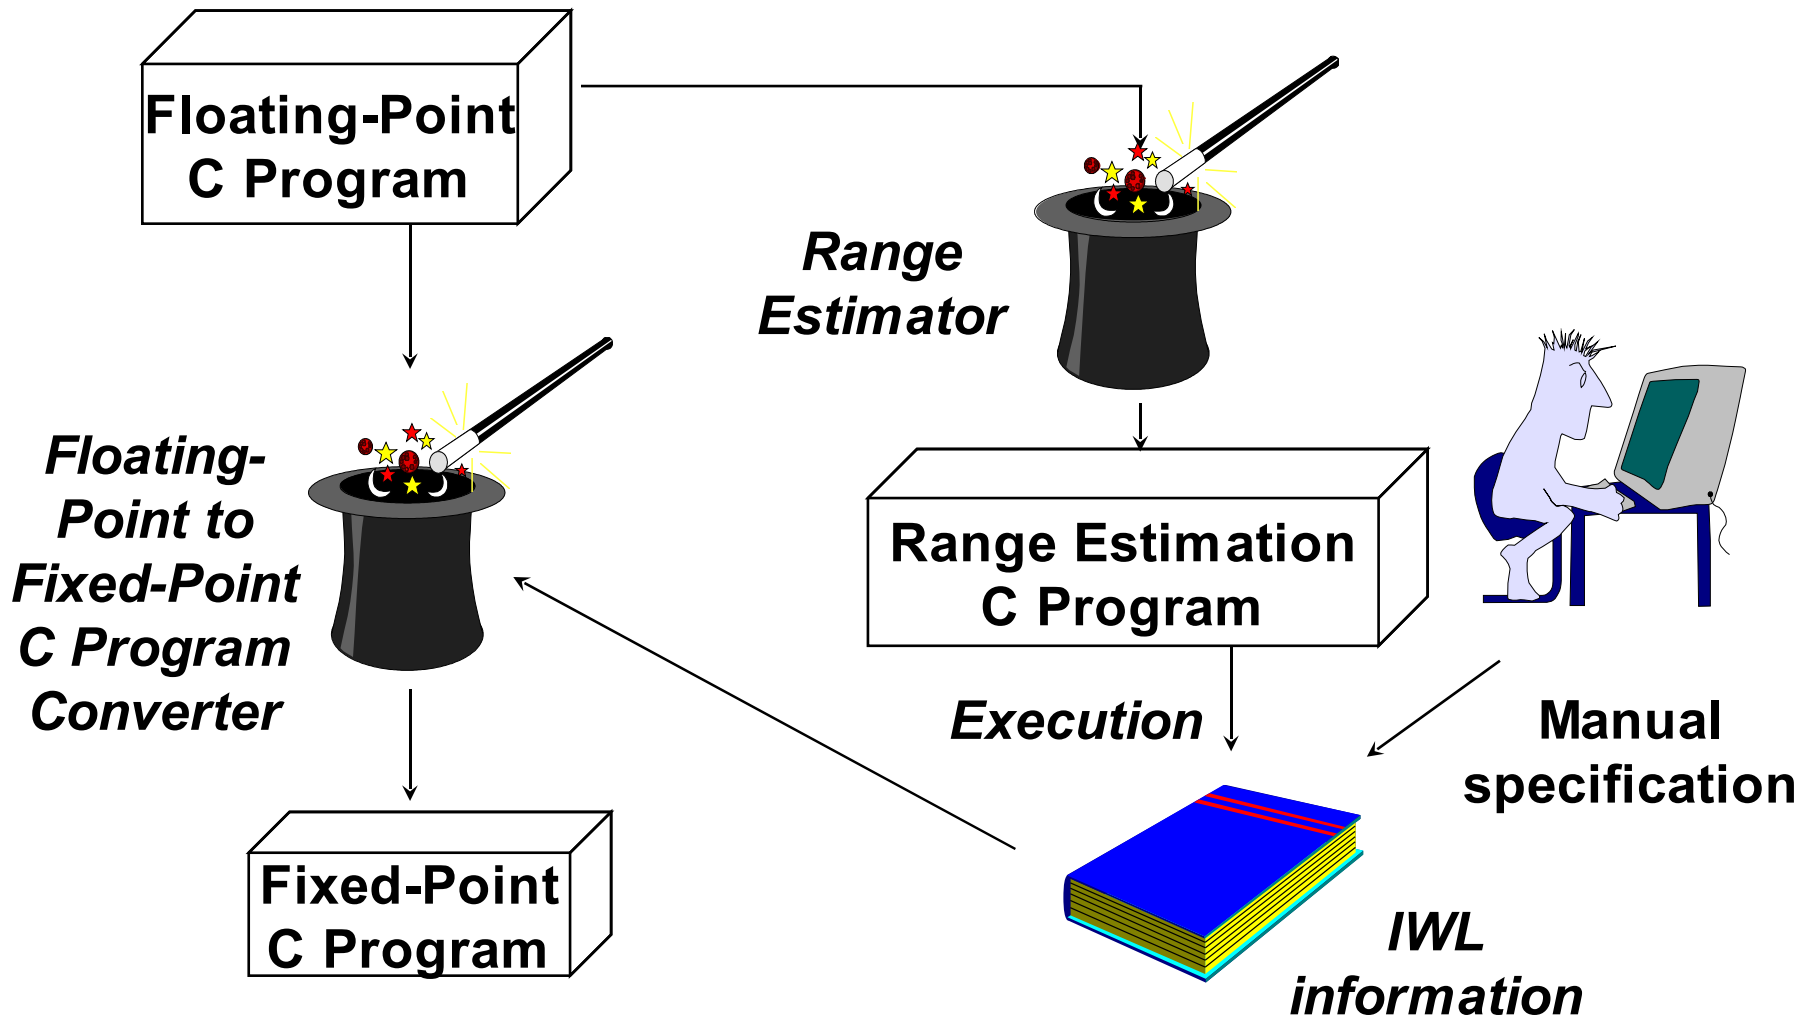 Floating-Point
C Program
Range
Estimator
Floating-
Point to
Fixed-Point
C Program
Converter
Range Estimation
C Program
Execution
Manual
specification
Fixed-Point
C Program
IWL
information